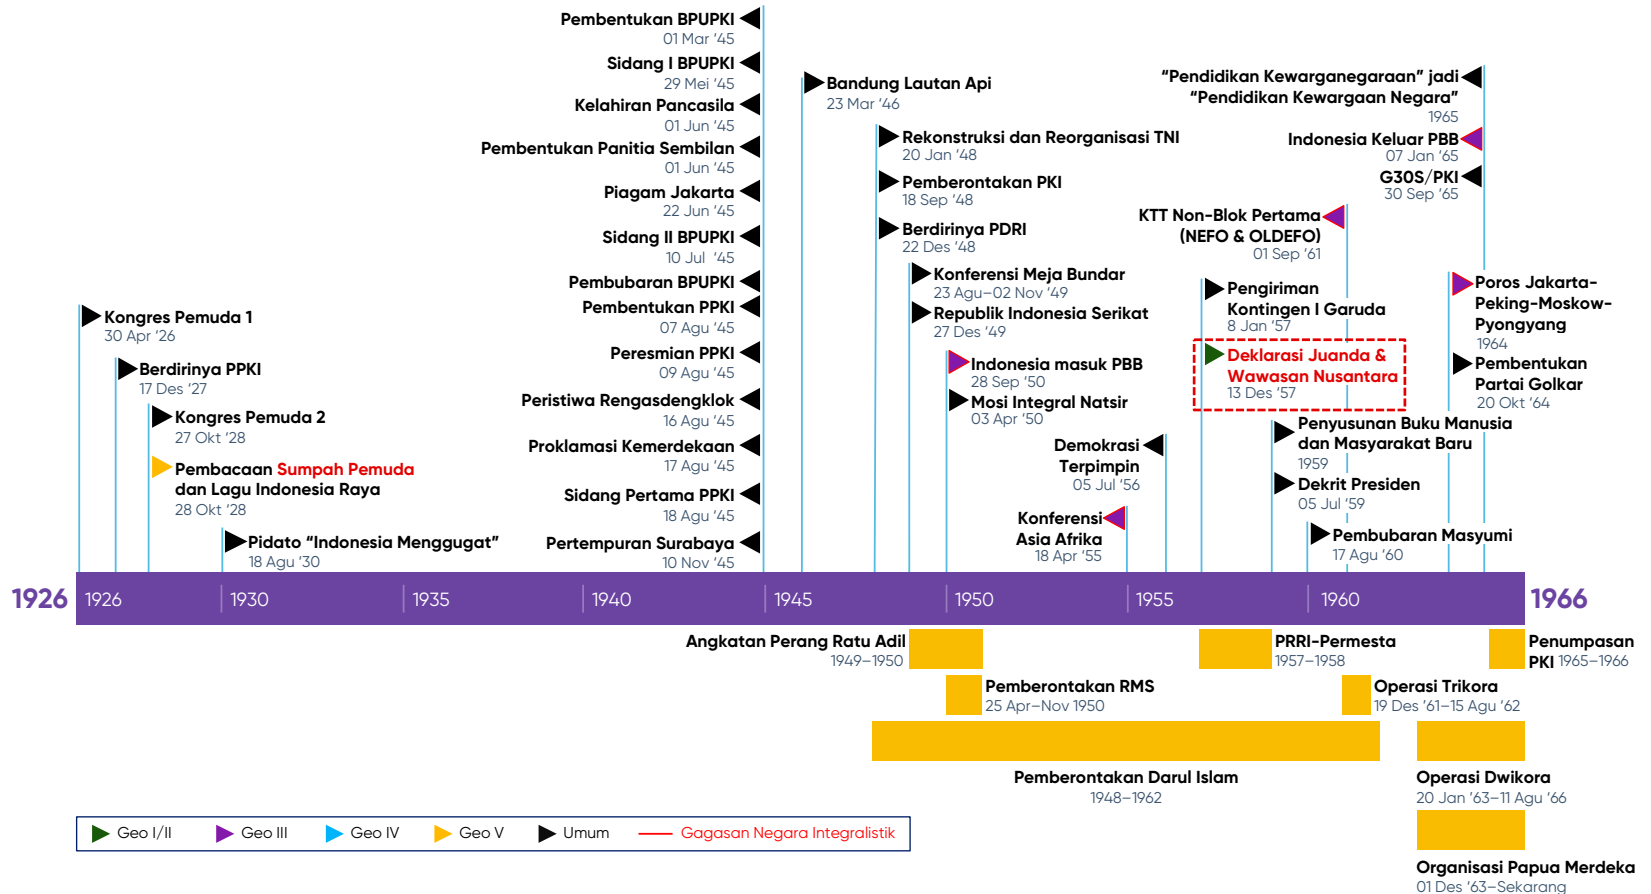 Pembentukan BPUPKI
01 Mar ‘45
Sidang I BPUPKI
29 Mei ‘45
Kelahiran Pancasila
01 Jun ‘45
Pembentukan Panitia Sembilan
01 Jun ‘45
Piagam Jakarta
22 Jun ‘45
Sidang II BPUPKI
10 Jul ‘45
Pembubaran BPUPKI
Pembentukan PPKI
07 Agu ‘45
Peresmian PPKI
09 Agu ‘45
Peristiwa Rengasdengklok
16 Agu ‘45
Proklamasi Kemerdekaan
17 Agu ‘45
Sidang Pertama PPKI
18 Agu ‘45
Pertempuran Surabaya
10 Nov ‘45
Kongres Pemuda 1
30 Apr ‘26
Berdirinya PPKI
17 Des ‘27
Kongres Pemuda 2
27 Okt ‘28
Pembacaan Sumpah Pemuda
dan Lagu Indonesia Raya
28 Okt ‘28
Pidato “Indonesia Menggugat”
18 Agu ‘30
Bandung Lautan Api
23 Mar ‘46
Rekonstruksi dan Reorganisasi TNI
20 Jan ‘48
Pemberontakan PKI
18 Sep ‘48
Berdirinya PDRI
22 Des ‘48
Konferensi Meja Bundar
23 Agu–02 Nov ‘49
Republik Indonesia Serikat
27 Des ‘49
Indonesia masuk PBB
28 Sep ‘50
Mosi Integral Natsir
03 Apr ‘50
Demokrasi
Terpimpin
05 Jul ‘56
Konferensi
Asia Afrika
18 Apr ‘55
“Pendidikan Kewarganegaraan” jadi
“Pendidikan Kewargaan Negara”
1965
Indonesia Keluar PBB
07 Jan ‘65
G30S/PKI
30 Sep ‘65
KTT Non-Blok Pertama
(NEFO & OLDEFO)
01 Sep ‘61
Pengiriman
Kontingen I Garuda
8 Jan ‘57
Deklarasi Juanda &
Wawasan Nusantara
13 Des ‘57
Penyusunan Buku Manusia
dan Masyarakat Baru
1959
Dekrit Presiden
05 Jul ‘59
Pembubaran Masyumi
17 Agu ‘60
Poros Jakarta-
Peking-Moskow-
Pyongyang
1964
Pembentukan
Partai Golkar
20 Okt ‘64
1926 1926 1930 1935 1940 1945 1950 1955 1960 1966
Angkatan Perang Ratu Adil
1949–1950
PRRI-Permesta
1957–1958
Penumpasan
PKI 1965–1966
Pemberontakan RMS
25 Apr–Nov 1950
Operasi Trikora
19 Des ‘61–15 Agu ‘62
Pemberontakan Darul Islam
1948–1962
Operasi Dwikora
20 Jan ‘63–11 Agu ‘66
Organisasi Papua Merdeka
01 Des ‘63–Sekarang
Geo I/II Geo III Geo IV Geo V Umum Gagasan Negara Integralistik